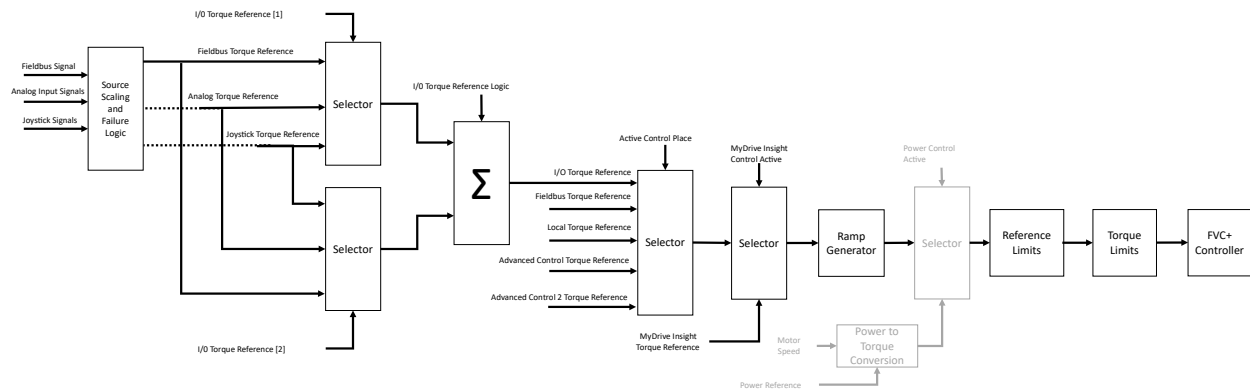 I/0 Torque Reference [1]
Fieldbus Torque Reference
Fieldbus Signal
Analog Input Signals
Joystick Signals
Source
Scaling
and
Failure
Logic
Analog Torque Reference
Joystick Torque Reference
Selector
Selector
I/0 Torque Reference [2]
I/0 Torque Reference Logic
Σ
Active Control Place
I/O Torque Reference
Fieldbus Torque Reference
Local Torque Reference
Advanced Control Torque Reference
Advanced Control 2 Torque Reference
Selector
MyDrive Insight
Control Active
Selector
MyDrive Insight
Torque Reference
Ramp
Generator
Power Control
Active
Selector
Motor
Speed
Power to
Torque
Conversion
Power Reference
Reference
Limits
Torque
Limits
FVC+
Controller